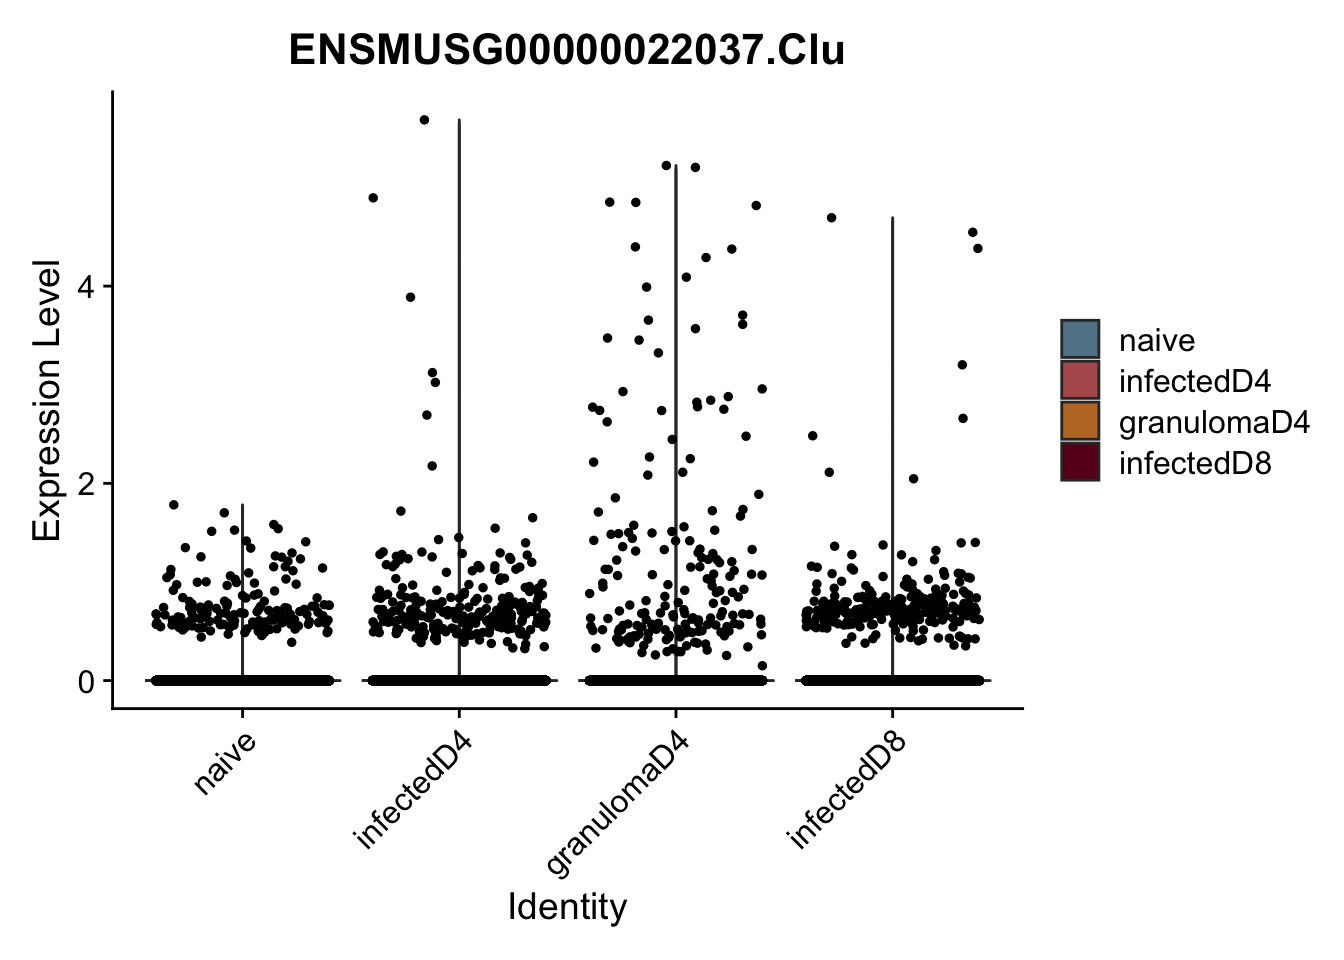 ENSMUSG00000022037.Clu
Expression Level
4
2
0
naive
infectedD4
granulomaD4
infectedD8
Identity
naive
infectedD4
granulomaD4
infectedD8